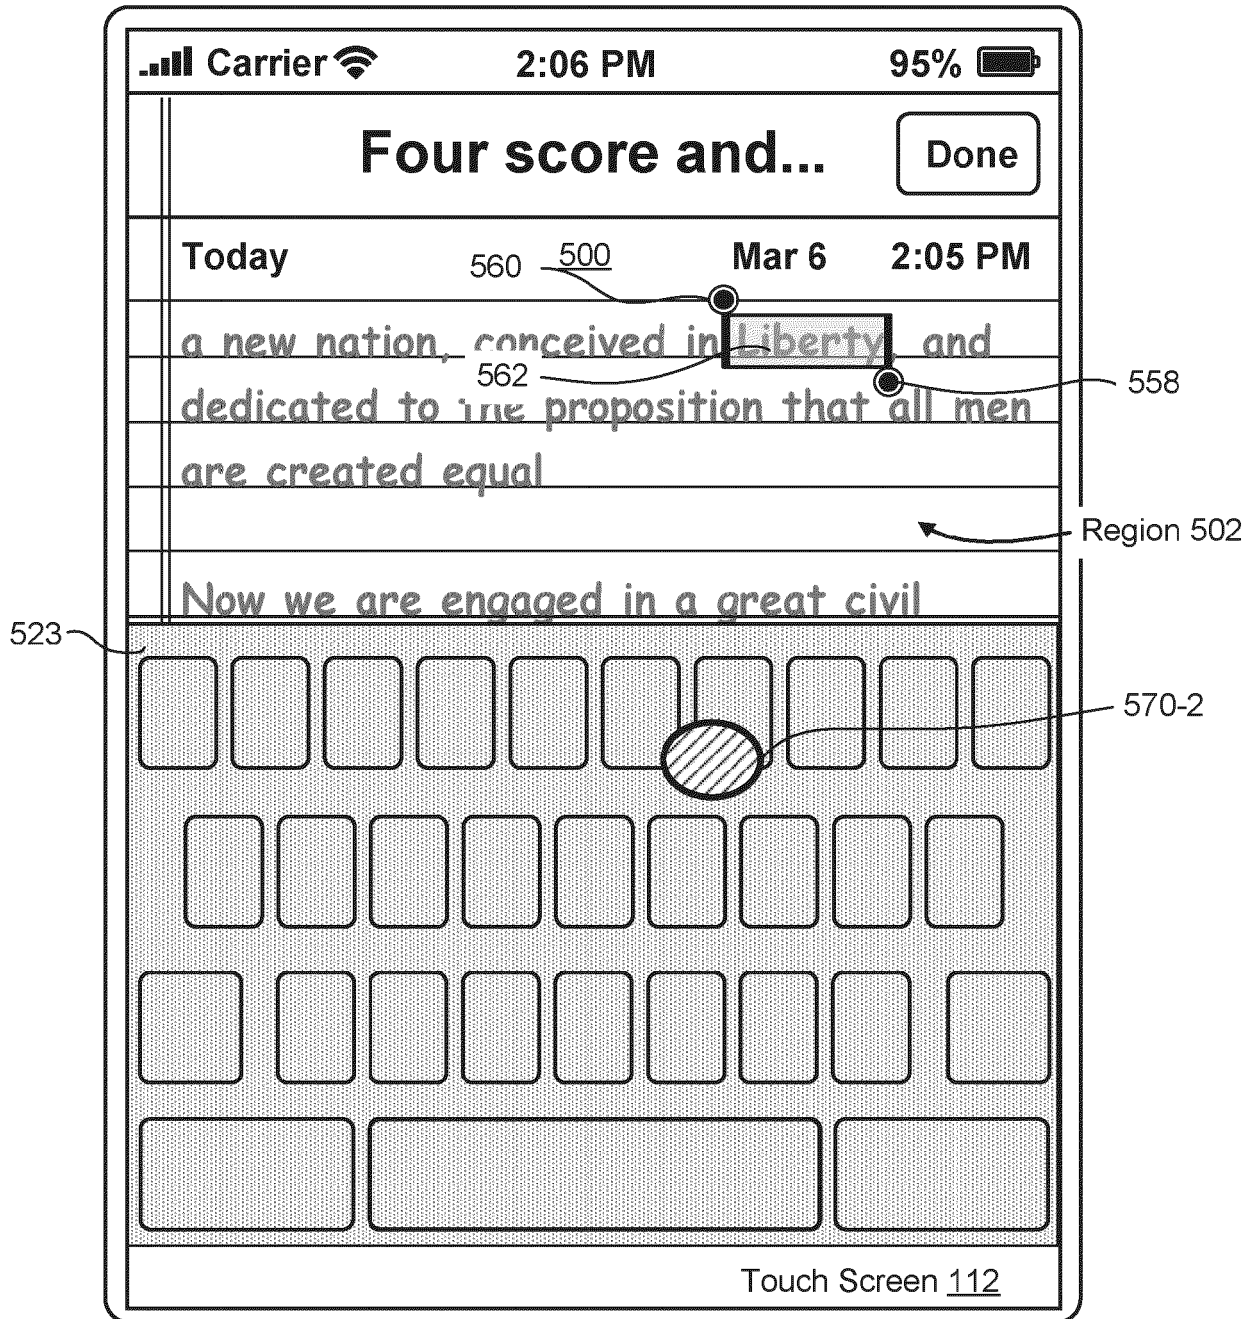 Carrier 2:06 PM 95%
Four score and... Done
Today 560 500 Mar 6 2:05 PM
a new nation, conceived in Liberty, and
562 558
dedicated to the proposition that all men
are created equal
Region 502
Now we are engaged in a great civil
523
570-2
Touch Screen 112